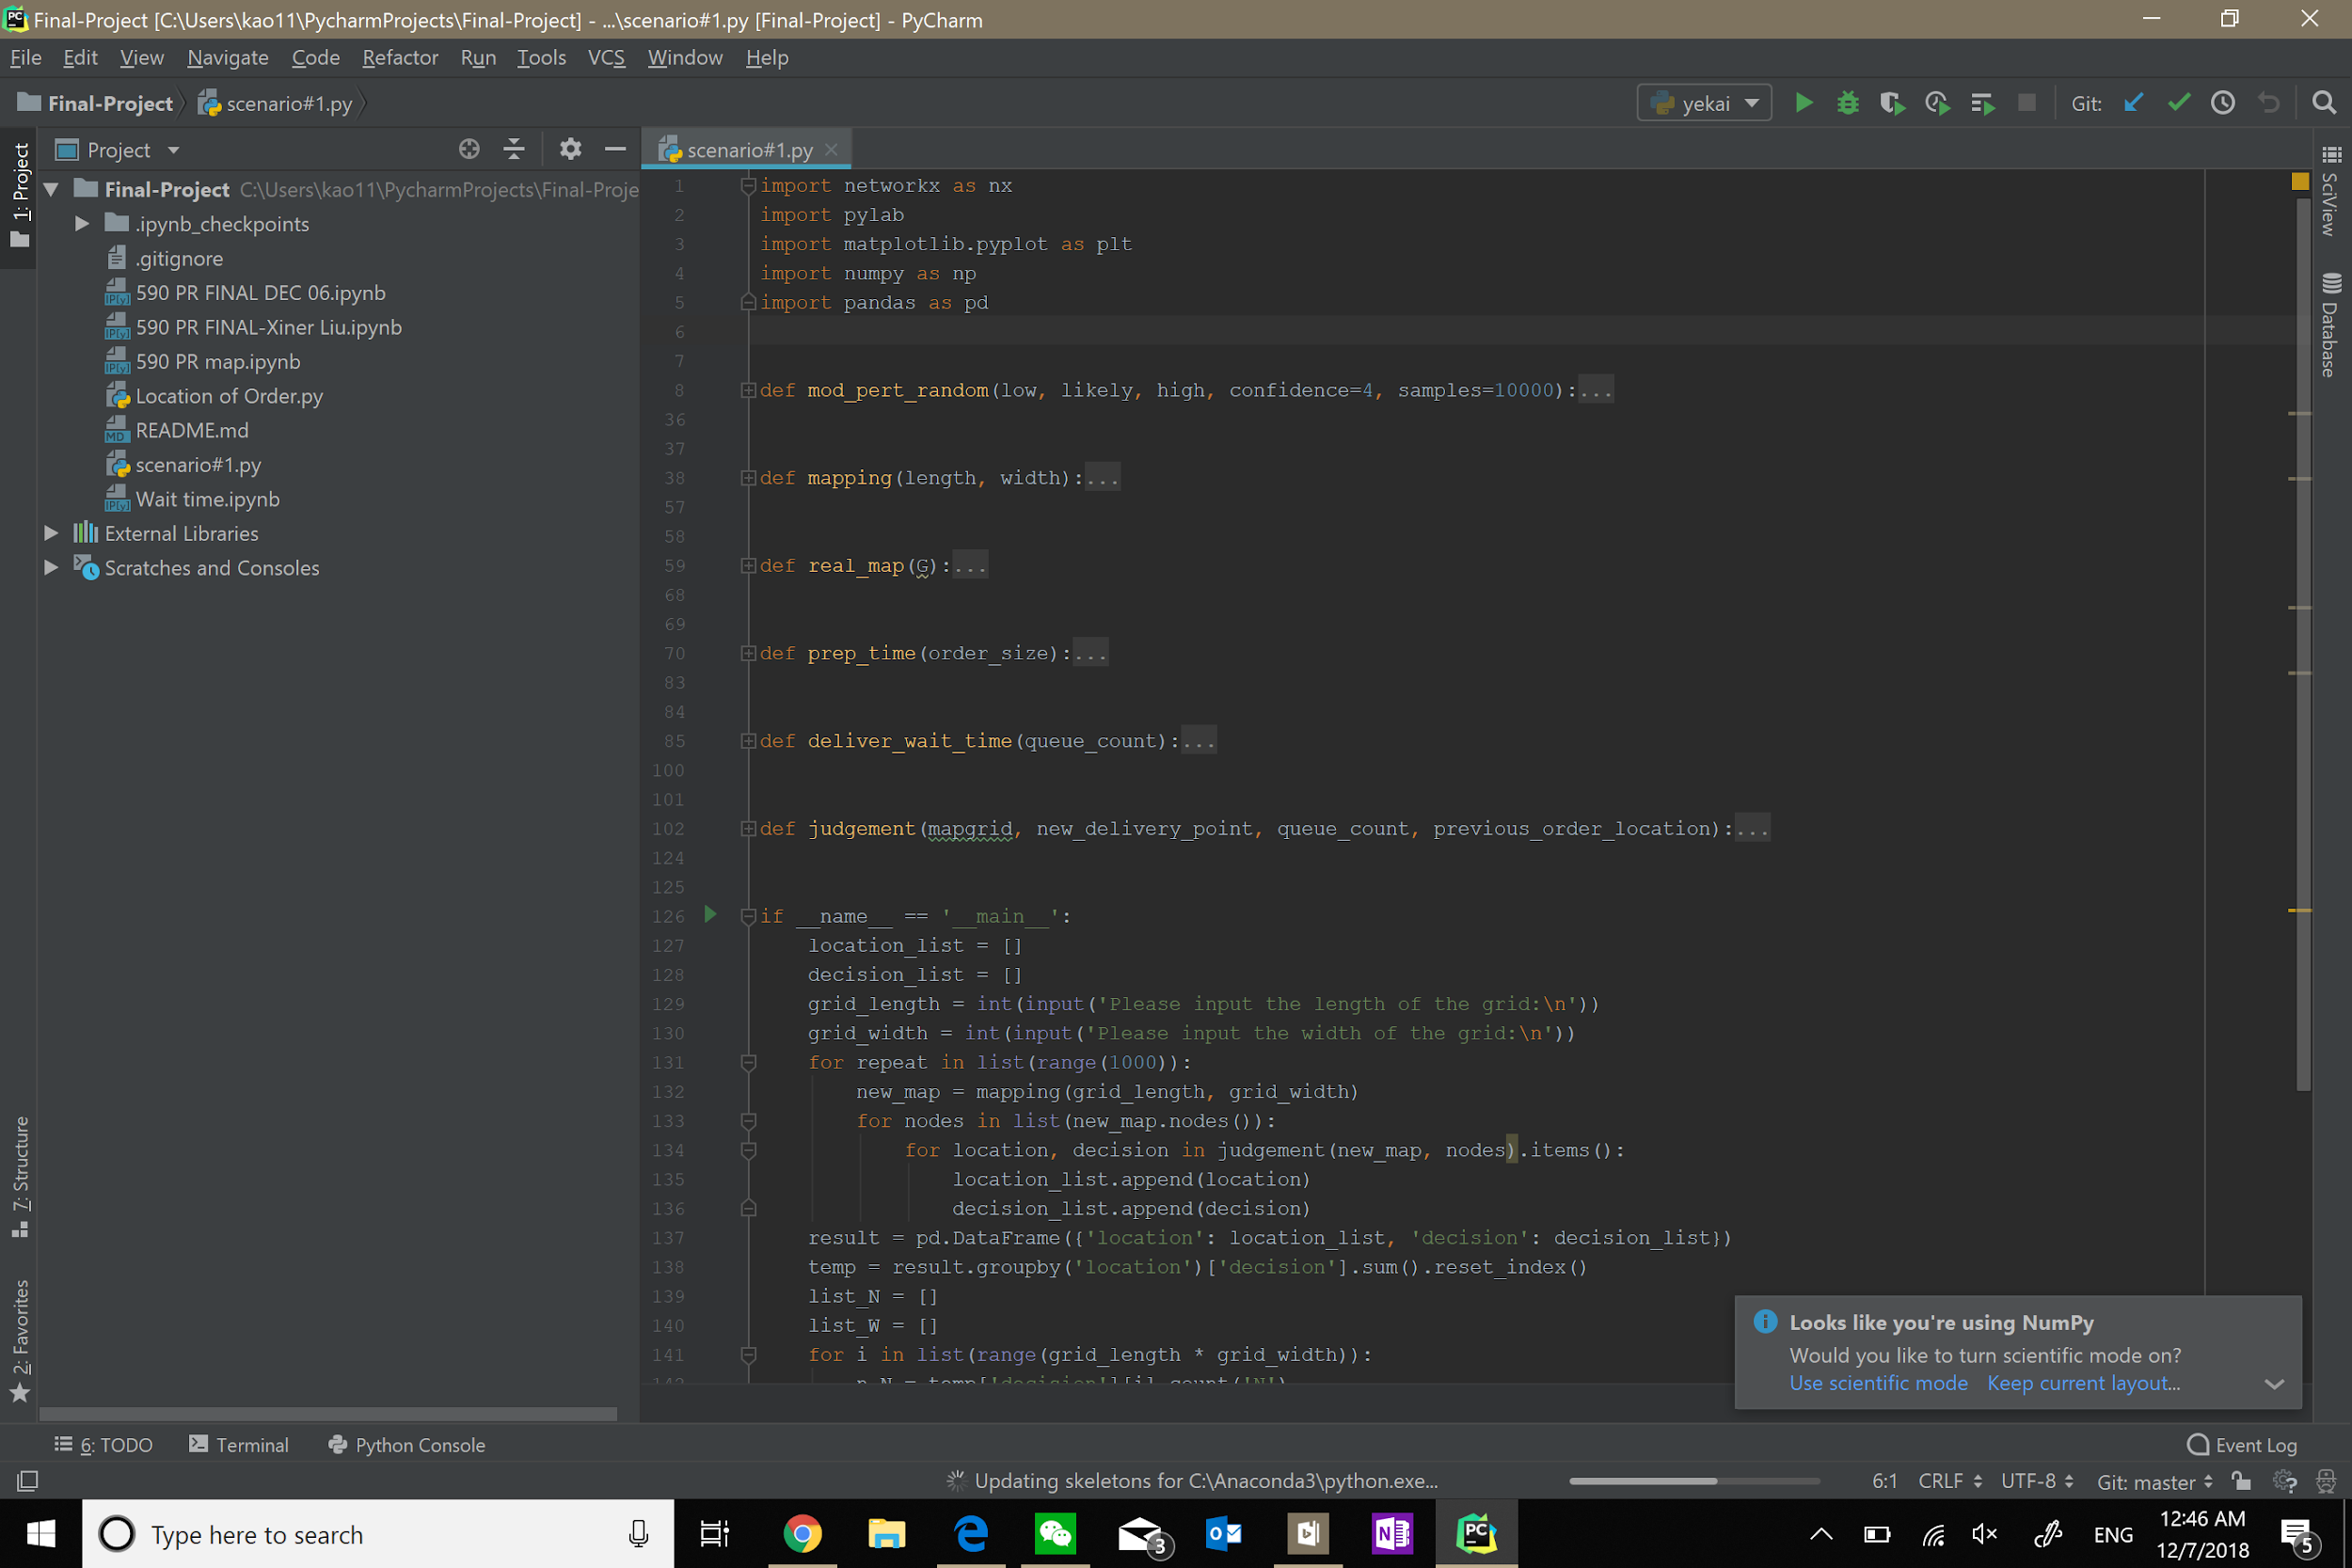 Final-Project [C:\Users\kao11\PycharmProjects\Final-Project] - ...\scenario#1.py [Final-Project] - PyCharm
File Edit View Navigate Code Refactor Run Tools VCS Window Help
Final-Project scenario#1.py yekai Git:
1: Project
Project
scenario#1.py
Final-Project C:\Users\kao11\PycharmProjects\Final-Proje
.ipynb_checkpoints
.gitignore
590 PR FINAL DEC 06.ipynb
590 PR FINAL-Xiner Liu.ipynb
590 PR map.ipynb
Location of Order.py
README.md
scenario#1.py
Wait time.ipynb
External Libraries
Scratches and Consoles
7: Structure
2: Favorites
1 import networkx as nx
2 import pylab
3 import matplotlib.pyplot as plt
4 import numpy as np
5 import pandas as pd
6
7
8 def mod_pert_random(low, likely, high, confidence=4, samples=10000):...
36
37
38 def mapping(length, width):...
57
58
59 def real_map(G):...
68
69
70 def prep_time(order_size):...
83
84
85 def deliver_wait_time(queue_count):...
100
101
102 def judgement(mapgrid, new_delivery_point, queue_count, previous_order_location):...
124
125
126 if __name__ == '__main__':
127 location_list = []
128 decision_list = []
129 grid_length = int(input('Please input the length of the grid:\n'))
130 grid_width = int(input('Please input the width of the grid:\n'))
131 for repeat in list(range(1000)):
132 new_map = mapping(grid_length, grid_width)
133 for nodes in list(new_map.nodes()):
134 for location, decision in judgement(new_map, nodes).items():
135 location_list.append(location)
136 decision_list.append(decision)
137 result = pd.DataFrame({'location': location_list, 'decision': decision_list})
138 temp = result.groupby('location')['decision'].sum().reset_index()
139 list_N = []
140 list_W = []
141 for i in list(range(grid_length * grid_width)):
142 n_N = temp['decision'][i].count('N')
SciView
Database
Looks like you're using NumPy
Would you like to turn scientific mode on?
Use scientific mode Keep current layout...
6: TODO Terminal Python Console Event Log
Updating skeletons for C:\Anaconda3\python.exe... 6:1 CRLF UTF-8 Git: master
Type here to search
3
ENG
12:46 AM
12/7/2018
5